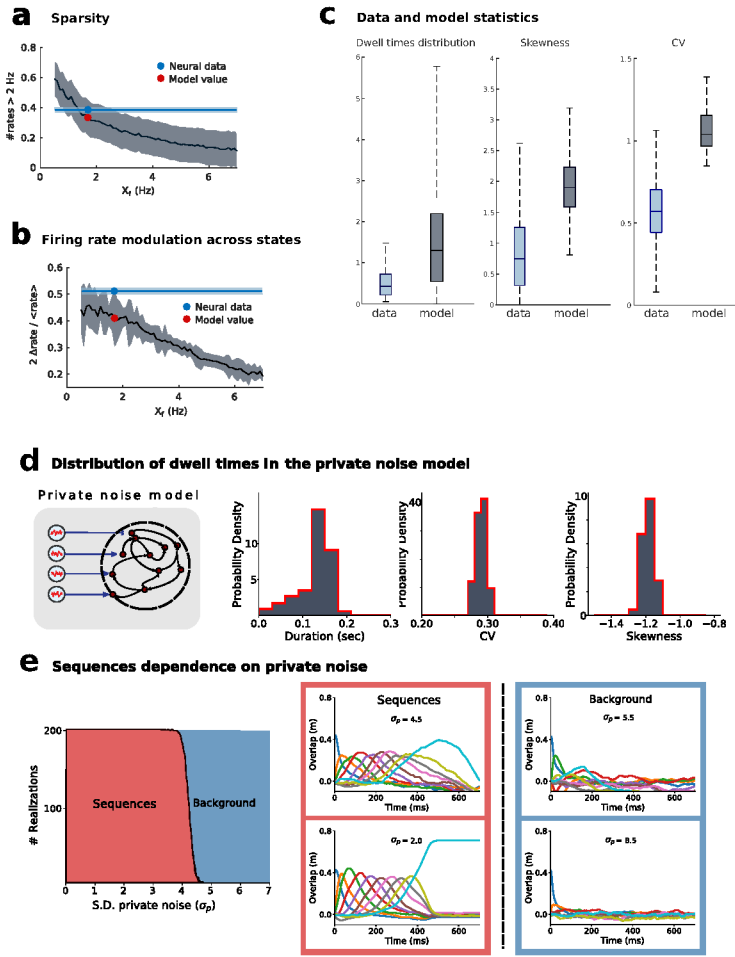 a Sparsity
0.8
0.6
0.4
0.2
0
#rates > 2 Hz
Neural data
Model value
0 2 4 6
X_f (Hz)
b Firing rate modulation across states
0.6
0.5
0.4
0.3
0.2
2 Δrate / <rate>
Neural data
Model value
0 2 4 6
X_f (Hz)
c Data and model statistics
Dwell times distribution
6
5
4
3
2
1
0
data model
Skewness
4
3.5
3
2.5
2
1.5
1
0.5
0
data model
CV
1.5
1
0.5
0
data model
d Distribution of dwell times in the private noise model
Private noise model
Probability Density
10
5
0.0 0.1 0.2 0.3
Duration (sec)
Probability Density
40
0.20 0.30 0.40
CV
Probability Density
10
5
0
−1.4 −1.2 −1.0 −0.8
Skewness
e Sequences dependence on private noise
# Realizations
200
100
Sequences
Background
0 1 2 3 4 5 6 7
S.D. private noise (σ_p)
Sequences
σ_p = 4.5
Overlap (m)
0.8
0.4
0.0
0 200 400 600
Time (ms)
σ_p = 2.0
Overlap (m)
0.8
0.4
0.0
0 200 400 600
Time (ms)
Background
σ_p = 5.5
Overlap (m)
0.8
0.4
0.0
0 200 400 600
Time (ms)
σ_p = 8.5
Overlap (m)
0.8
0.4
0.0
0 200 400 600
Time (ms)